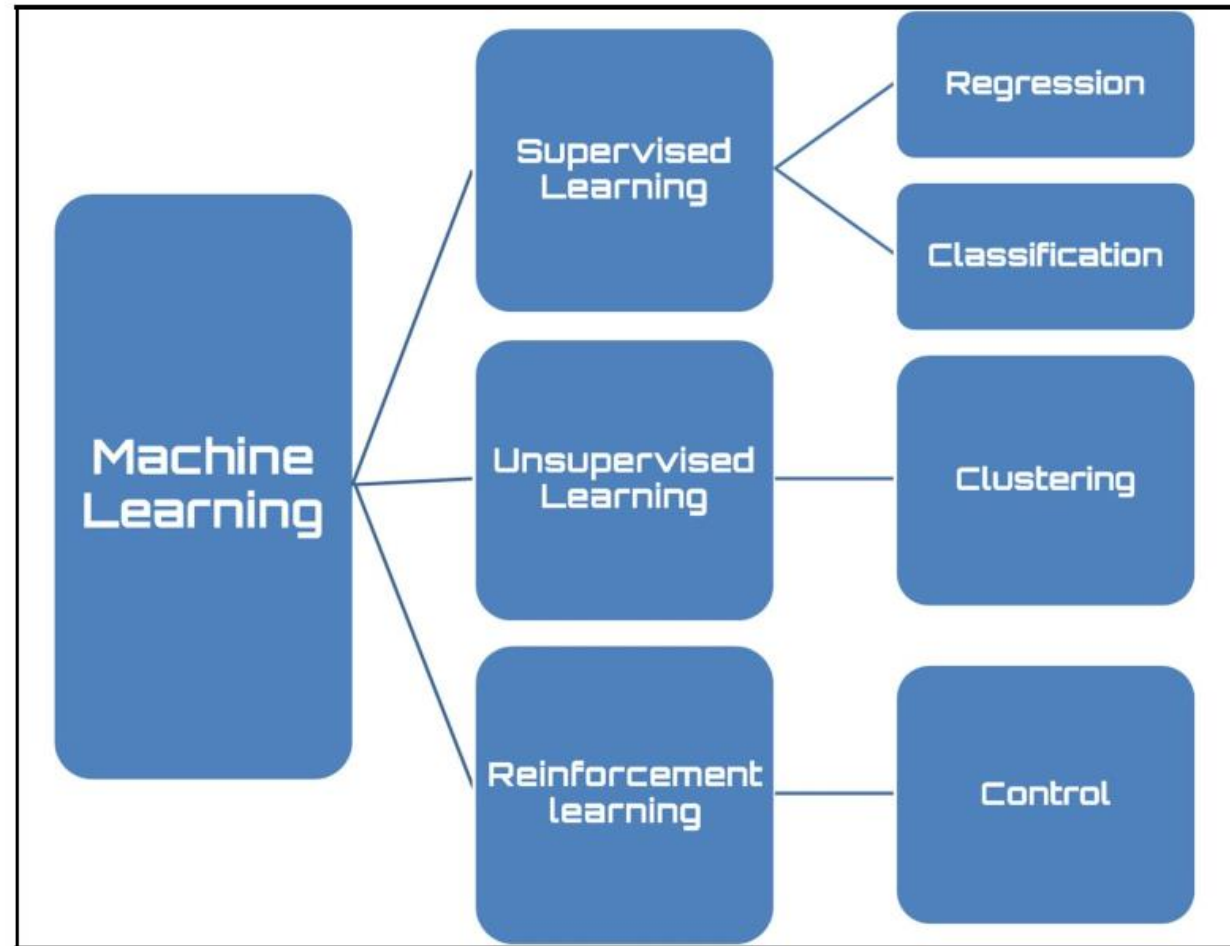 Machine
Learning
Supervised
Learning
Regression
Classification
Unsupervised
Learning
Clustering
Reinforcement
learning
Control